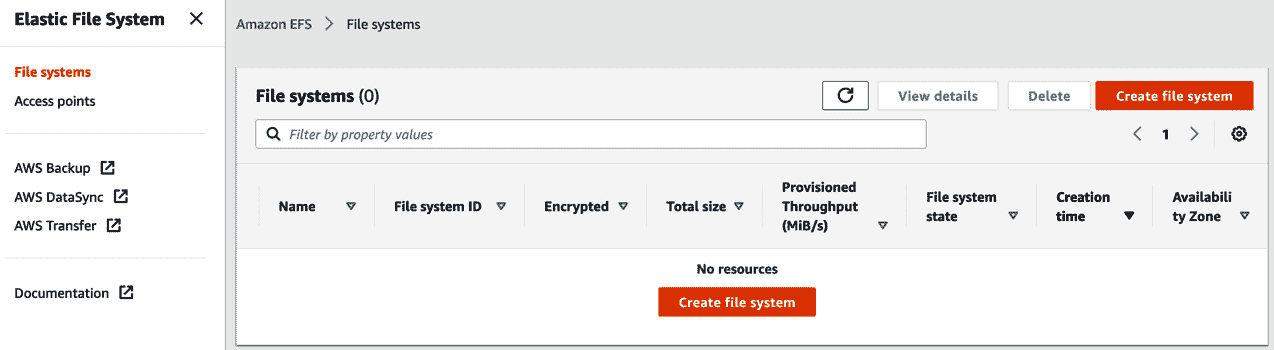 Elastic File System
File systems
Access points
AWS Backup
AWS DataSync
AWS Transfer
Documentation
Amazon EFS > File systems
File systems (0)
View details
Delete
Create file system
Filter by property values
1
Name
File system ID
Encrypted
Total size
Provisioned
Throughput
(MiB/s)
File system
state
Creation
time
Availabili
ty Zone
No resources
Create file system